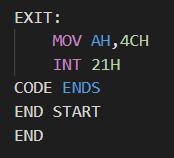 EXIT:
MOV AH,4CH
INT 21H
CODE ENDS
END START
END